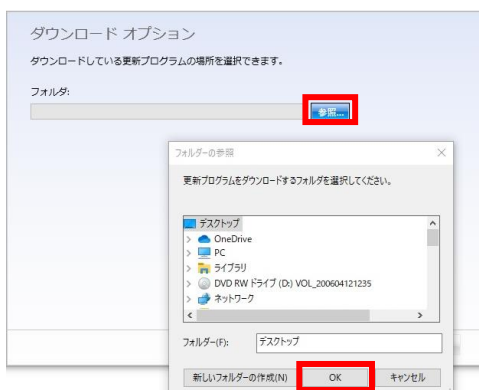 ダウンロード オプション
ダウンロードしている更新プログラムの場所を選択できます。
フォルダ:
参照...
フォルダーの参照
更新プログラムをダウンロードするフォルダを選択してください。
デスクトップ
OneDrive
PC
ライブラリ
DVD RW ドライブ (D:) VOL_200604121235
ネットワーク
フォルダー(F): デスクトップ
新しいフォルダーの作成(N) OK キャンセル